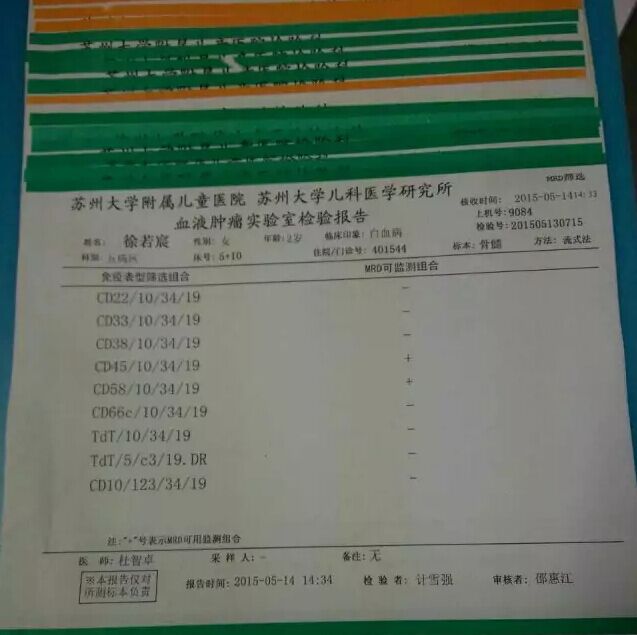 MRD筛选
苏州大学附属儿童医院 苏州大学儿科医学研究所
血液肿瘤实验室检验报告
接收时间: 2015-05-14 14:33
上机号:9084
检验号:201505130715
姓名: 徐若宸 性别: 女 年龄:2岁 临床印象: 白血病
科别: 床号: 5+10 住院/门诊号: 401544 标本: 骨髓 方法: 流式法
免疫表型筛选组合 MRD可监测组合
CD22/10/34/19 -
CD33/10/34/19 -
CD38/10/34/19 -
CD45/10/34/19 +
CD58/10/34/19 +
CD66c/10/34/19 -
TdT/10/34/19 -
TdT/5/c3/19.DR -
CD10/123/34/19 -
注:"+"号表示MRD可用监测组合
医 师: 杜智卓 采 样 人: - 备注: 无
※本报告仅对
所测标本负责
报告时间: 2015-05-14 14:34 检 验 者: 计雪强 审核者: 邵惠江